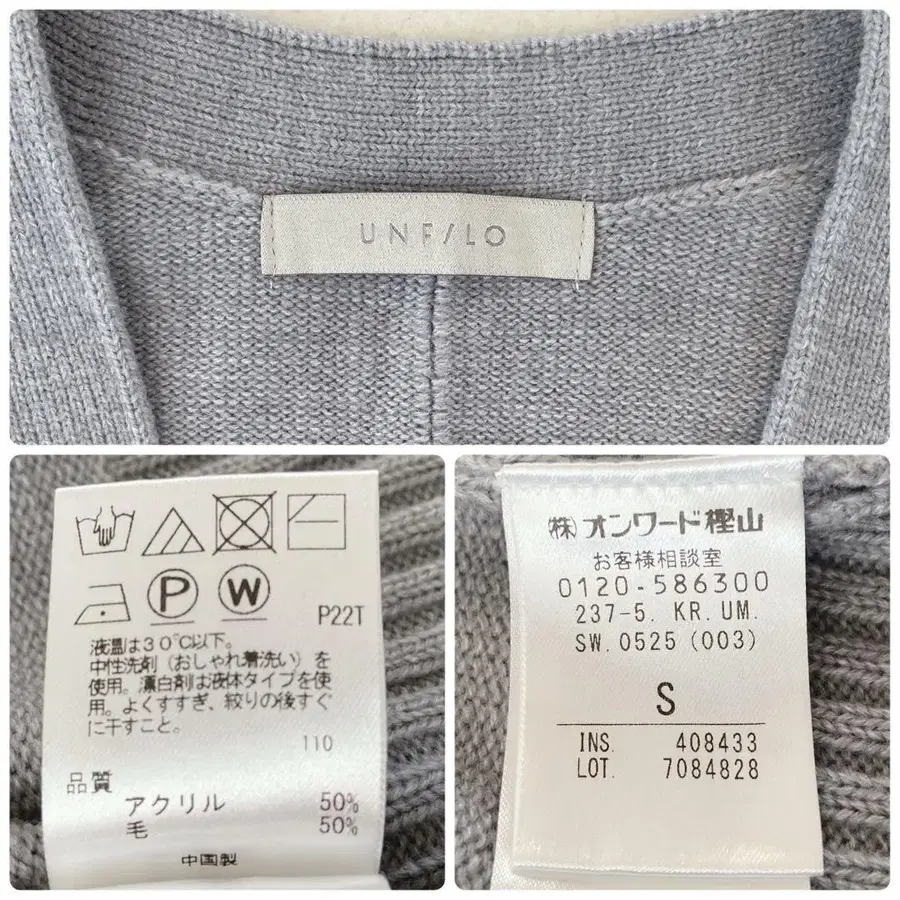 UNF/LO
P
W
P22T
液温は30℃以下。
中性洗剤（おしゃれ着洗い）を
使用。漂白剤は液体タイプを使
用。よくすすぎ、絞りの後すぐ
に干すこと。
110
品質
アクリル 50%
毛 50%
中国製
㈱オンワード樫山
お客様相談室
0120-586300
237-5. KR. UM.
SW. 0525 (003)
S
INS. 408433
LOT. 7084828